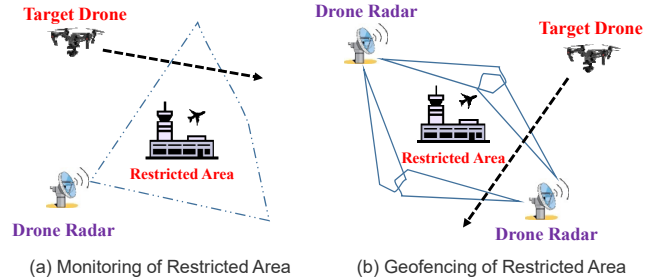 Target Drone
Restricted Area
Drone Radar
(a) Monitoring of Restricted Area
Drone Radar
Target Drone
Restricted Area
Drone Radar
(b) Geofencing of Restricted Area